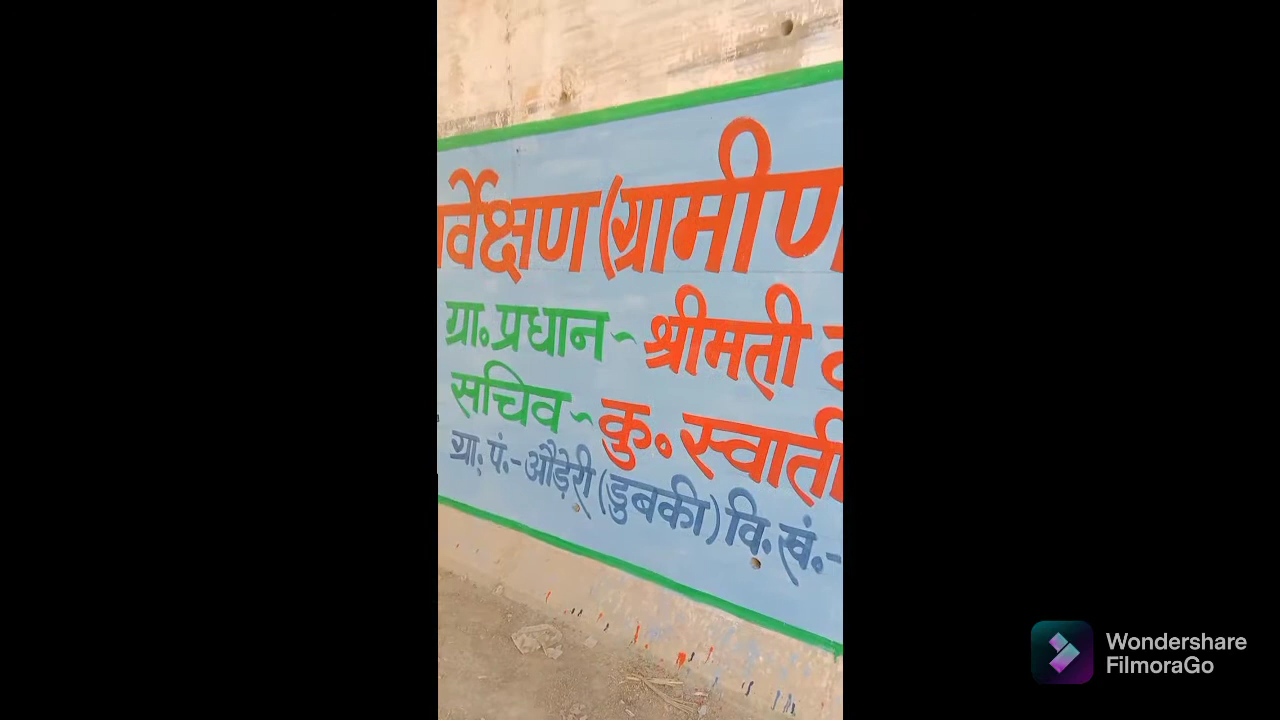 र्वेक्षण (ग्रामीण
ग्रा॰ प्रधान ~ श्रीमती
सचिव ~ कु॰ स्वाती
ग्रा. पं.- औड़ेरी (डुबकी) वि. खं.-
Wondershare
FilmoraGo